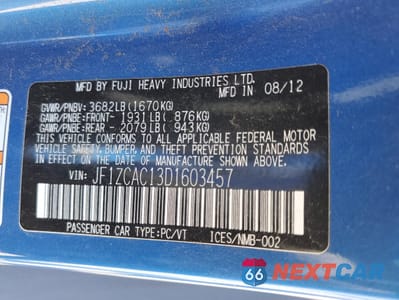 MFD BY FUJI HEAVY INDUSTRIES LTD.
MFD IN 08/12
GVWR/PNBV: 3682LB(1670KG)
GAWR/PNBE:FRONT- 1931LB( 876KG)
GAWR/PNBE:REAR - 2079LB( 943KG)
THIS VEHICLE CONFORMS TO ALL APPLICABLE FEDERAL MOTOR
VEHICLE SAFETY, BUMPER, AND THEFT PREVENTION STANDARDS
IN EFFECT ON THE DATE OF MANUFACTURE SHOWN ABOVE.
VIN: JF1ZCAC13D1603457
PASSENGER CAR TYPE:PC/VT ICES/NMB-002
66 NEXTCAR